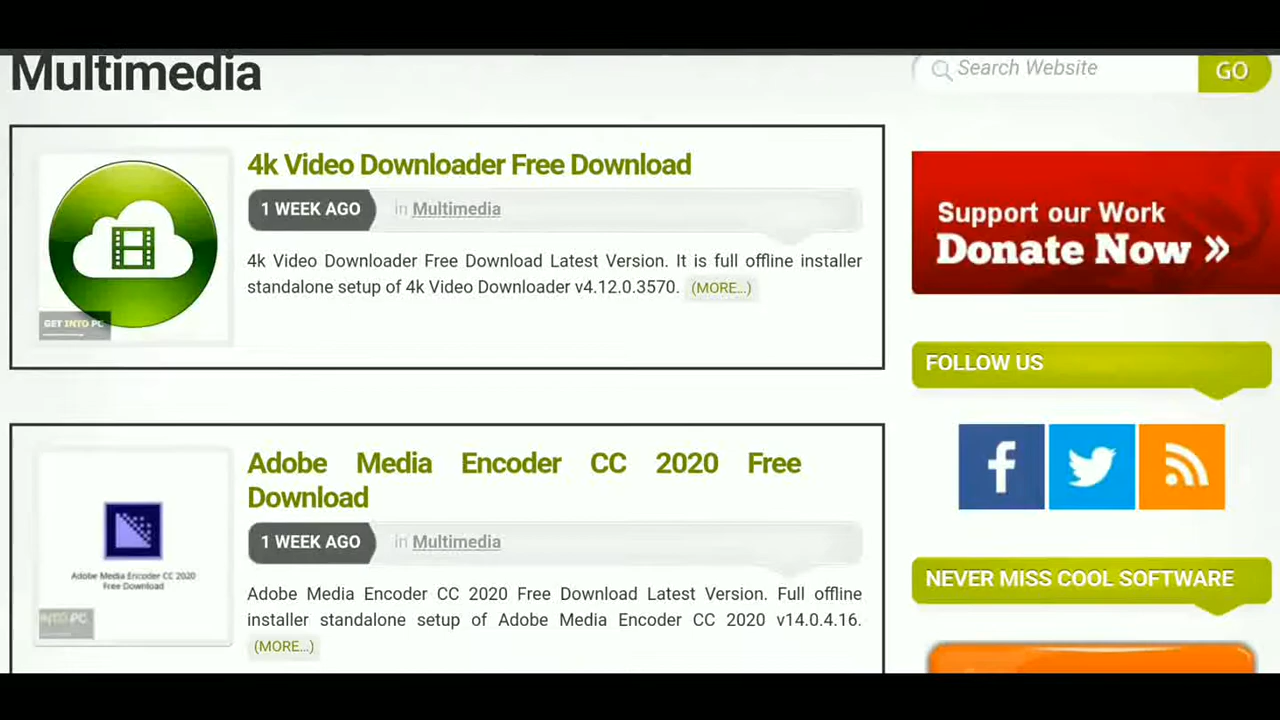 Multimedia
Search Website
GO
4k Video Downloader Free Download
1 WEEK AGO in Multimedia
4k Video Downloader Free Download Latest Version. It is full offline installer
standalone setup of 4k Video Downloader v4.12.0.3570. (MORE...)
GET INTO PC
Support our Work
Donate Now »
FOLLOW US
f
Adobe Media Encoder CC 2020 Free
Download
1 WEEK AGO in Multimedia
Adobe Media Encoder CC 2020
Free Download
INTO PC
Adobe Media Encoder CC 2020 Free Download Latest Version. Full offline
installer standalone setup of Adobe Media Encoder CC 2020 v14.0.4.16.
(MORE...)
NEVER MISS COOL SOFTWARE